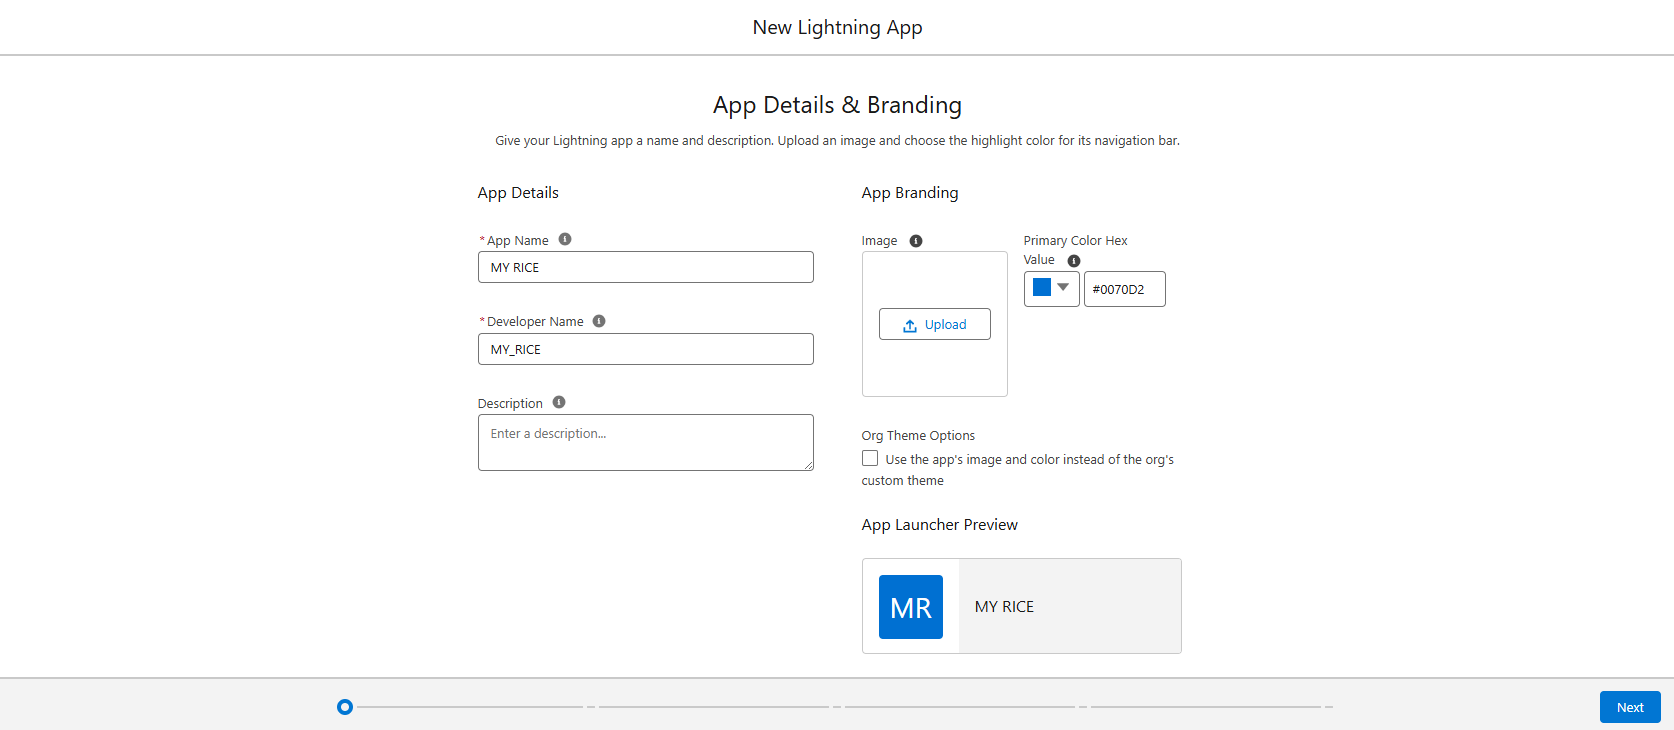 New Lightning App
App Details & Branding
Give your Lightning app a name and description. Upload an image and choose the highlight color for its navigation bar.
App Details
*App Name
MY RICE
*Developer Name
MY_RICE
Description
Enter a description...
App Branding
Image
Upload
Primary Color Hex
Value
#0070D2
Org Theme Options
Use the app's image and color instead of the org's
custom theme
App Launcher Preview
MR
MY RICE
Next